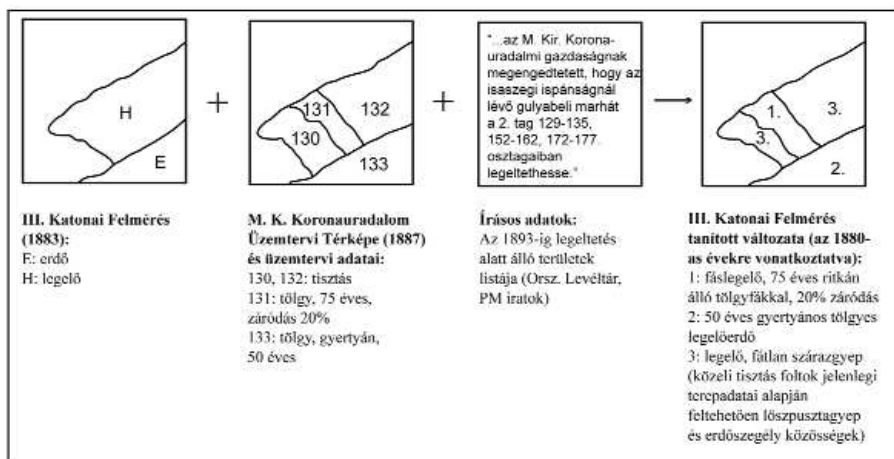 H
E
+
131
132
130
133
+
"...az M. Kir. Korona-
uradalmi gazdaságnak
megengedtetett, hogy az
isaszegi ispánságnál
lévő gulyabeli marhát
a 2. tag 129-135,
152-162, 172-177.
osztagaiban
legeltethesse."
1.
3.
3.
2.
III. Katonai Felmérés
(1883):
E: erdő
H: legelő
M. K. Koronauradalom
Üzemtervi Térképe (1887)
és üzemtervi adatai:
130, 132: tisztás
131: tölgy, 75 éves,
záródás 20%
133: tölgy, gyertyán,
50 éves
Írásos adatok:
Az 1893-ig legeltetés
alatt álló területek
listája (Orsz. Levéltár,
PM iratok)
III. Katonai Felmérés
tanított változata (az 1880-
as évekre vonatkoztatva):
1: fáslegelő, 75 éves ritkán
álló tölgyfákkal, 20% záródás
2: 50 éves gyertyános tölgyes
legelőerdő
3: legelő, fátlan szárazgyep
(közeli tisztás foltok jelenlegi
terepadatai alapján
feltehetően löszpusztagyep
és erdőszegély közösségek)